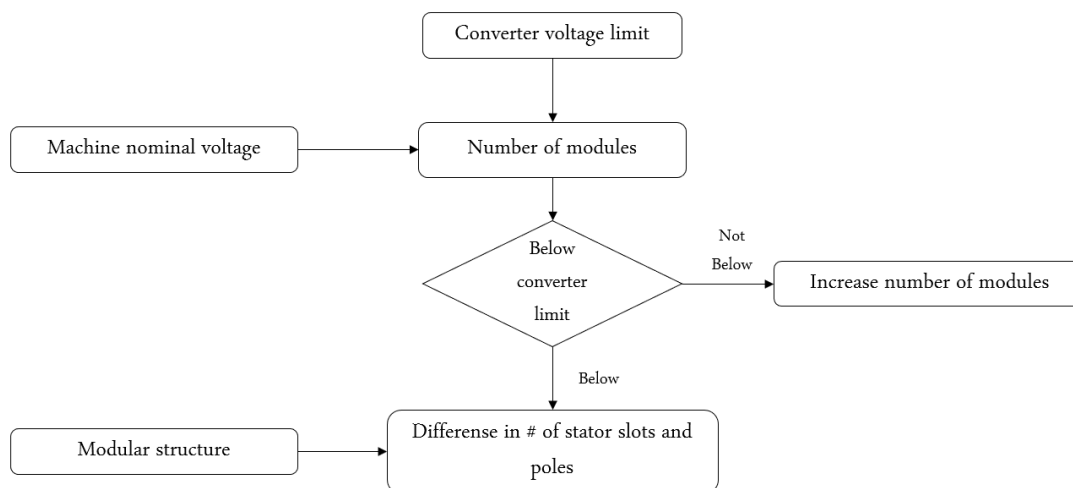 Converter voltage limit
Machine nominal voltage
Number of modules
Below
converter
limit
Not
Below
Increase number of modules
Below
Modular structure
Differense in # of stator slots and
poles